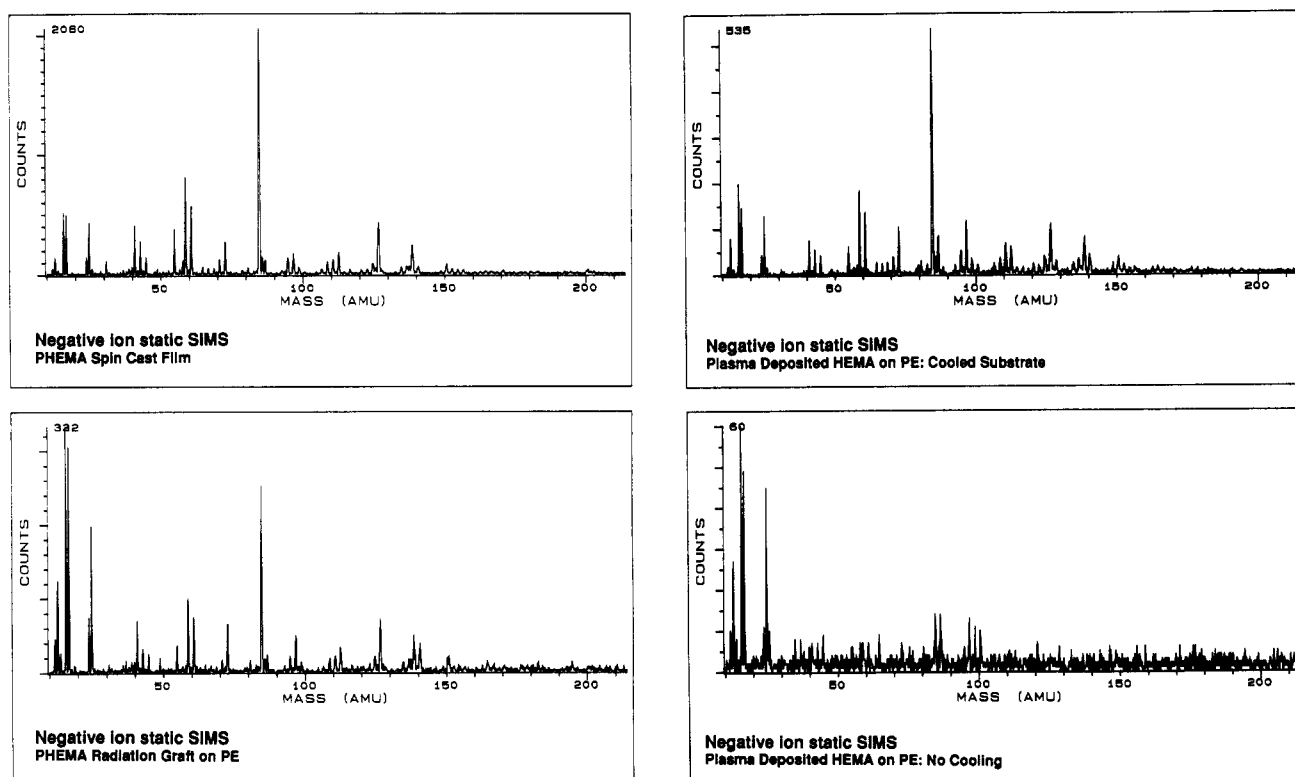 2080
COUNTS
50 100 150 200
MASS (AMU)
Negative ion static SIMS
PHEMA Spin Cast Film
535
COUNTS
50 100 150 200
MASS (AMU)
Negative ion static SIMS
Plasma Deposited HEMA on PE: Cooled Substrate
332
COUNTS
50 100 150 200
MASS (AMU)
Negative ion static SIMS
PHEMA Radiation Graft on PE
60
COUNTS
50 100 150 200
MASS (AMU)
Negative ion static SIMS
Plasma Deposited HEMA on PE: No Cooling